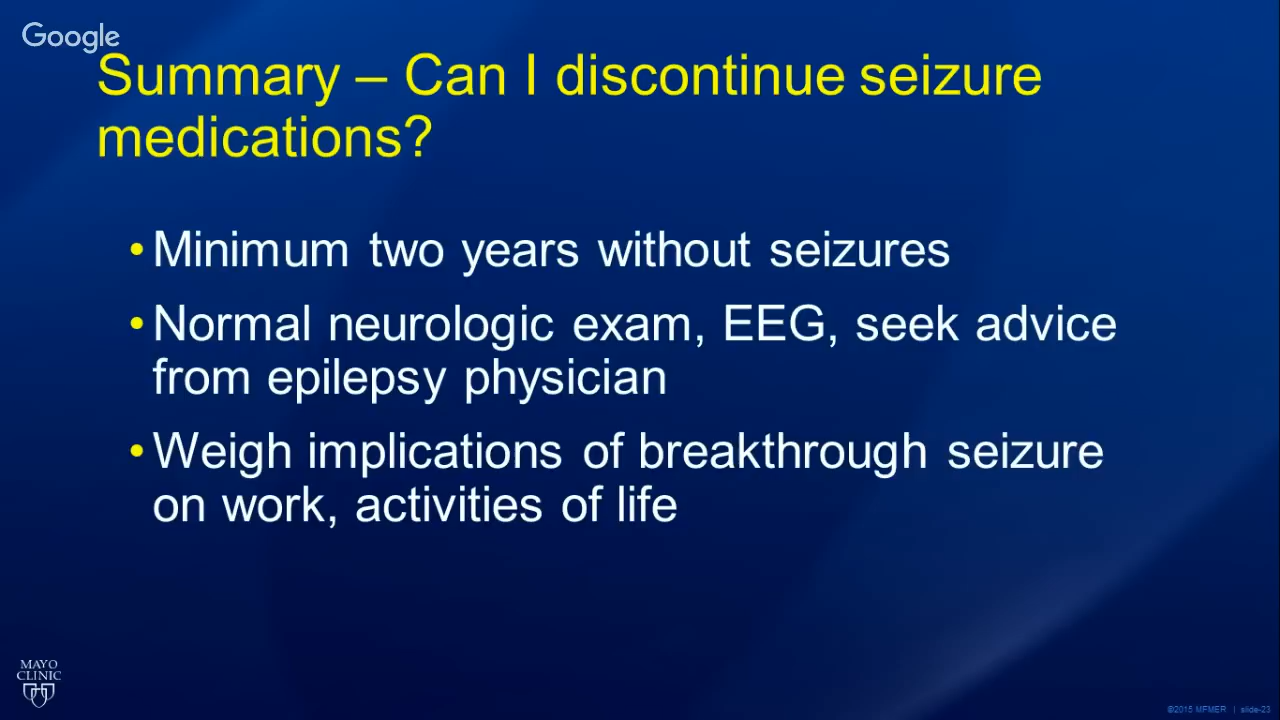 Google
Summary – Can I discontinue seizure
medications?
• Minimum two years without seizures
• Normal neurologic exam, EEG, seek advice
from epilepsy physician
• Weigh implications of breakthrough seizure
on work, activities of life
MAYO
CLINIC
©2015 MFMER | slide-23